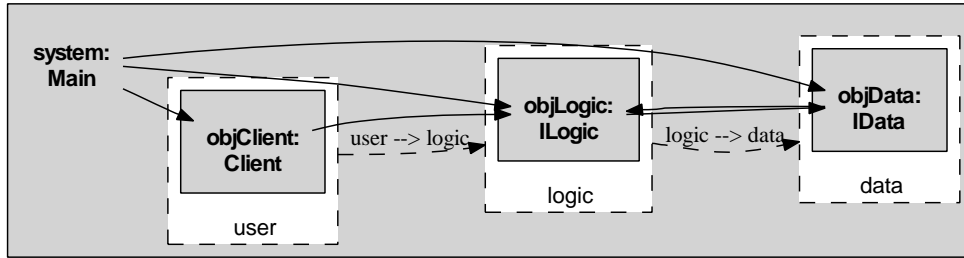 system:
Main
objClient:
Client
user
user --> logic
objLogic:
ILogic
logic
logic --> data
objData:
IData
data